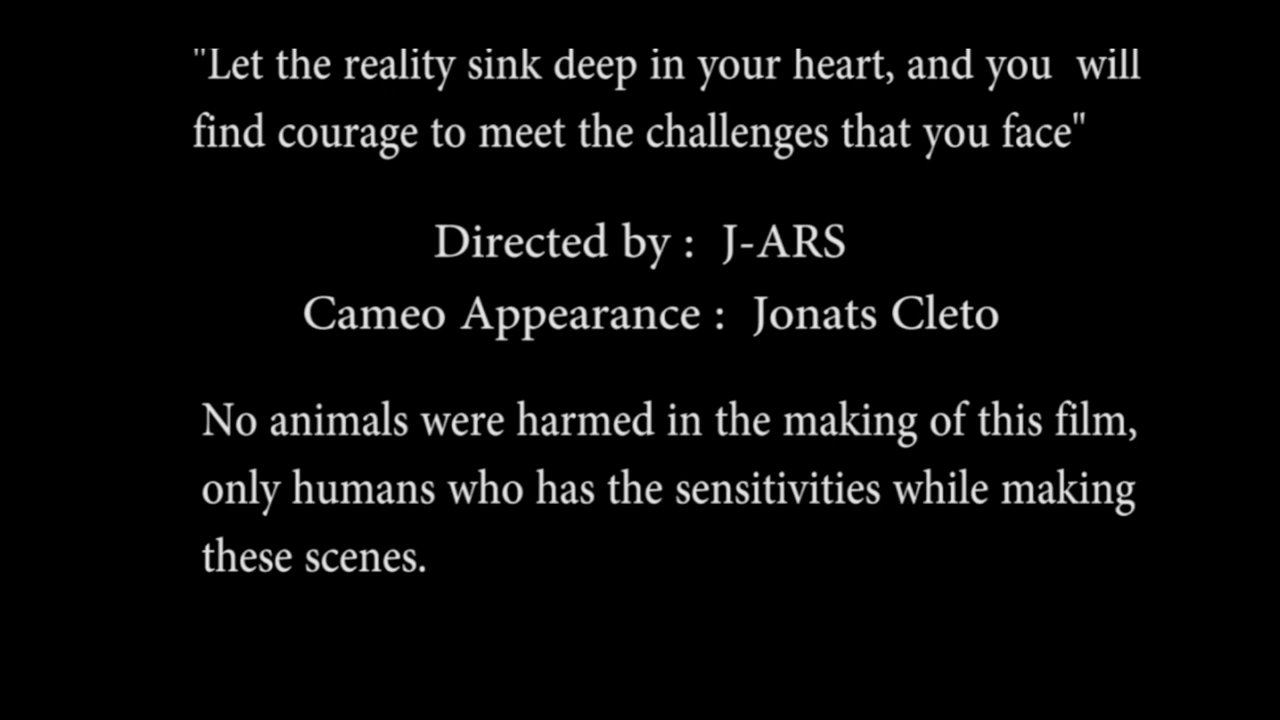 "Let the reality sink deep in your heart, and you  will
find courage to meet the challenges that you face"
Directed by :  J-ARS
Cameo Appearance :  Jonats Cleto
No animals were harmed in the making of this film,
only humans who has the sensitivities while making
these scenes.